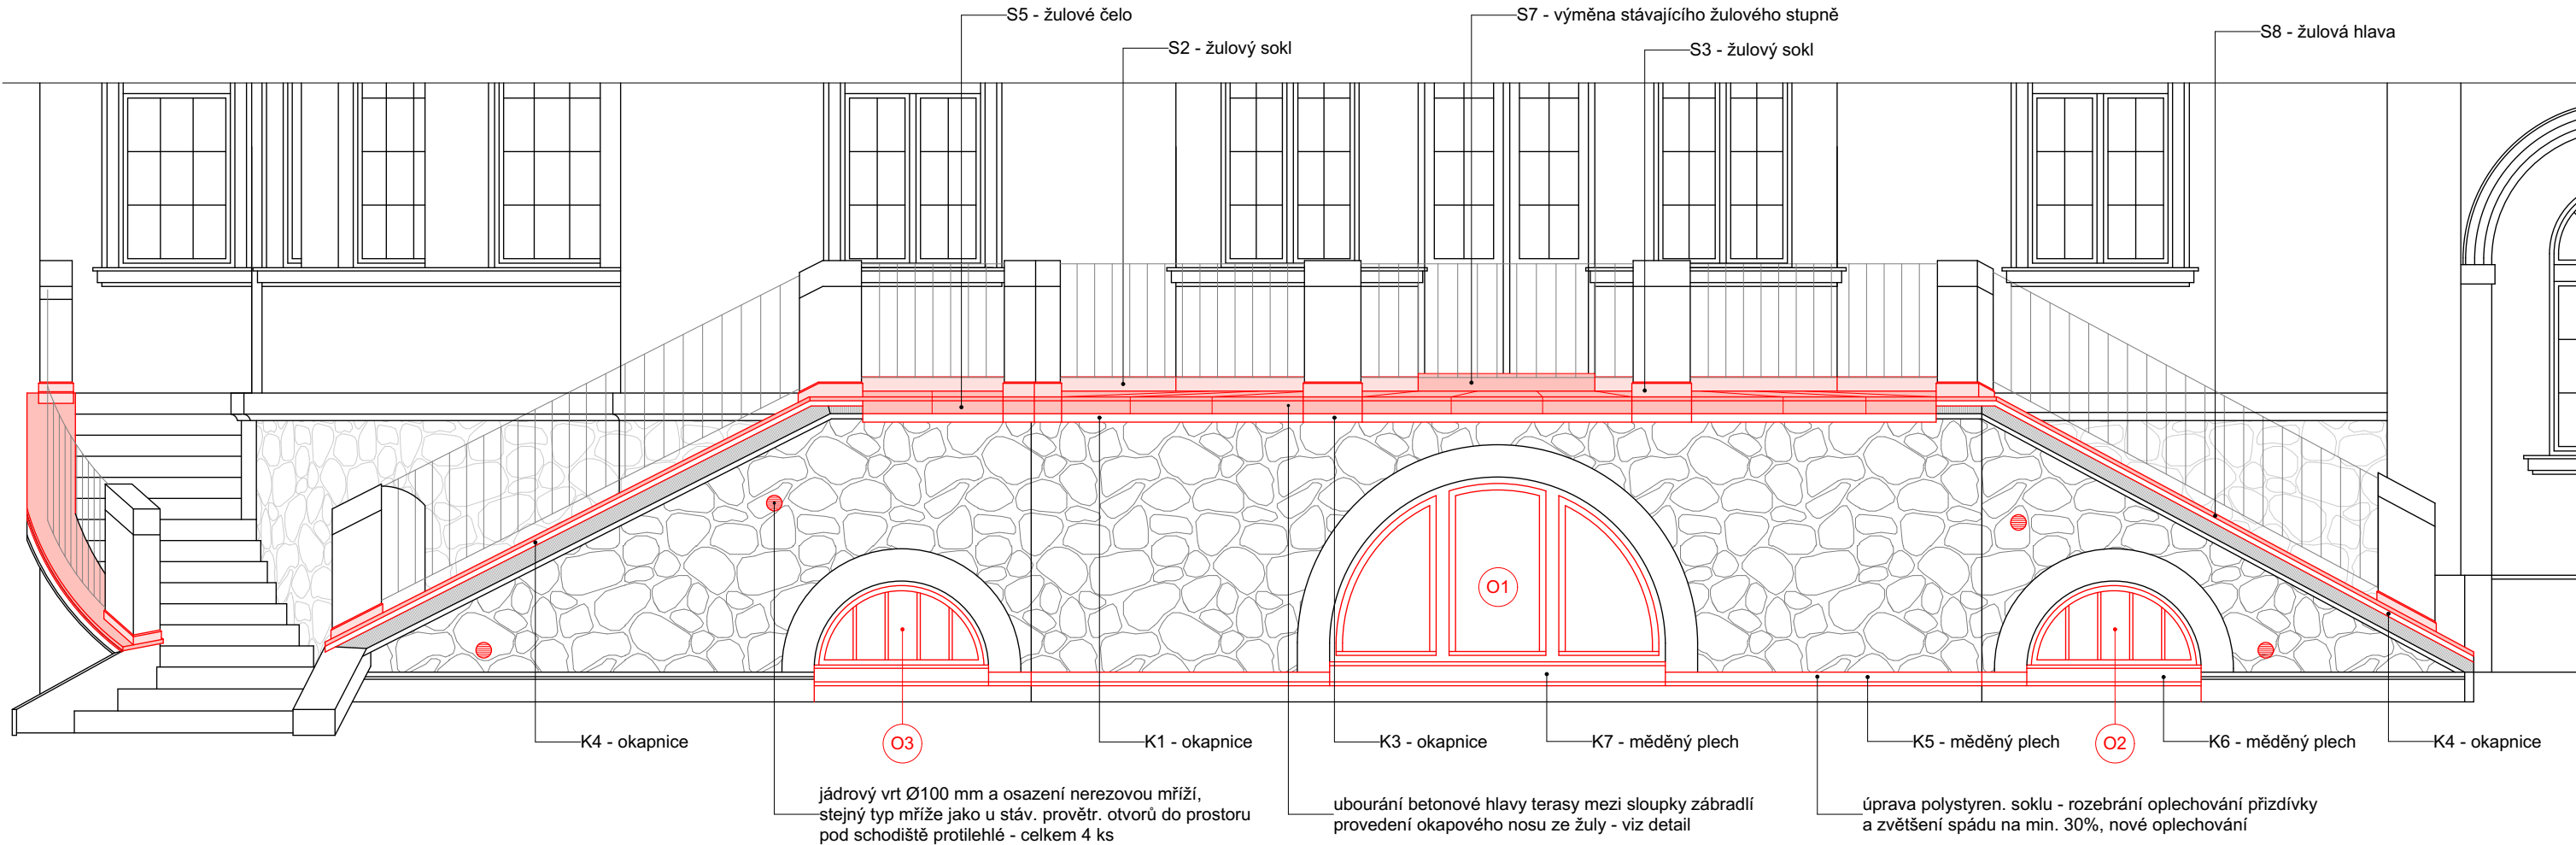 S5 - žulové čelo
S7 - výměna stávajícího žulového stupně
S2 - žulový sokl
S3 - žulový sokl
S8 - žulová hlava
O1
K4 - okapnice
O3
K1 - okapnice
K3 - okapnice
K7 - měděný plech
K5 - měděný plech
O2
K6 - měděný plech
K4 - okapnice
jádrový vrt Ø100 mm a osazení nerezovou mříží,
stejný typ mříže jako u stáv. provětr. otvorů do prostoru
pod schodiště protilehlé - celkem 4 ks
ubourání betonové hlavy terasy mezi sloupky zábradlí
provedení okapového nosu ze žuly - viz detail
úprava polystyren. soklu - rozebrání oplechování přizdívky
a zvětšení spádu na min. 30%, nové oplechování